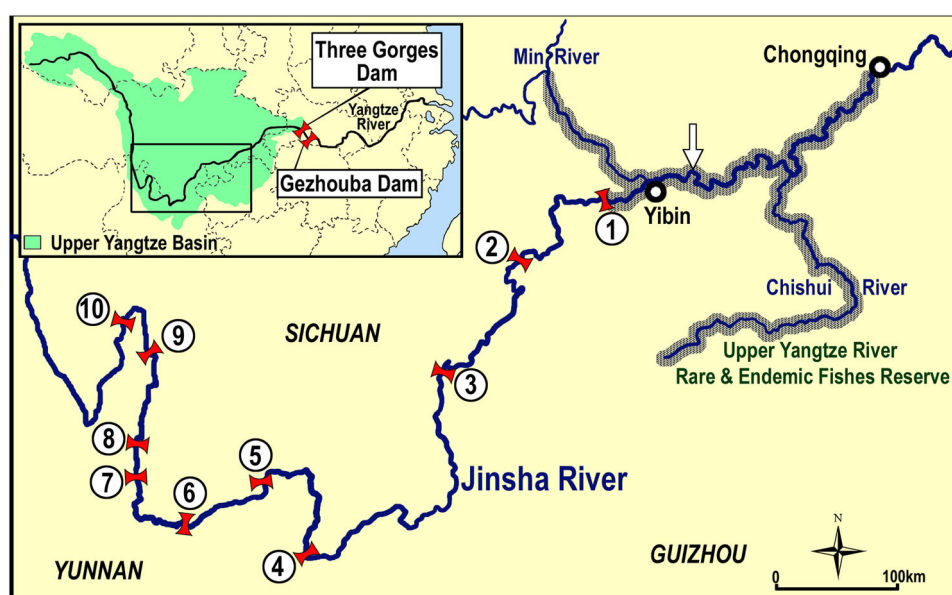 Three Gorges
Dam
Yangtze
River
Gezhouba Dam
Upper Yangtze Basin
Min River
Chongqing
Yibin
1
2
3
4
5
6
7
8
9
10
SICHUAN
Chishui River
Upper Yangtze River
Rare & Endemic Fishes Reserve
Jinsha River
YUNNAN
GUIZHOU
N
0 100km